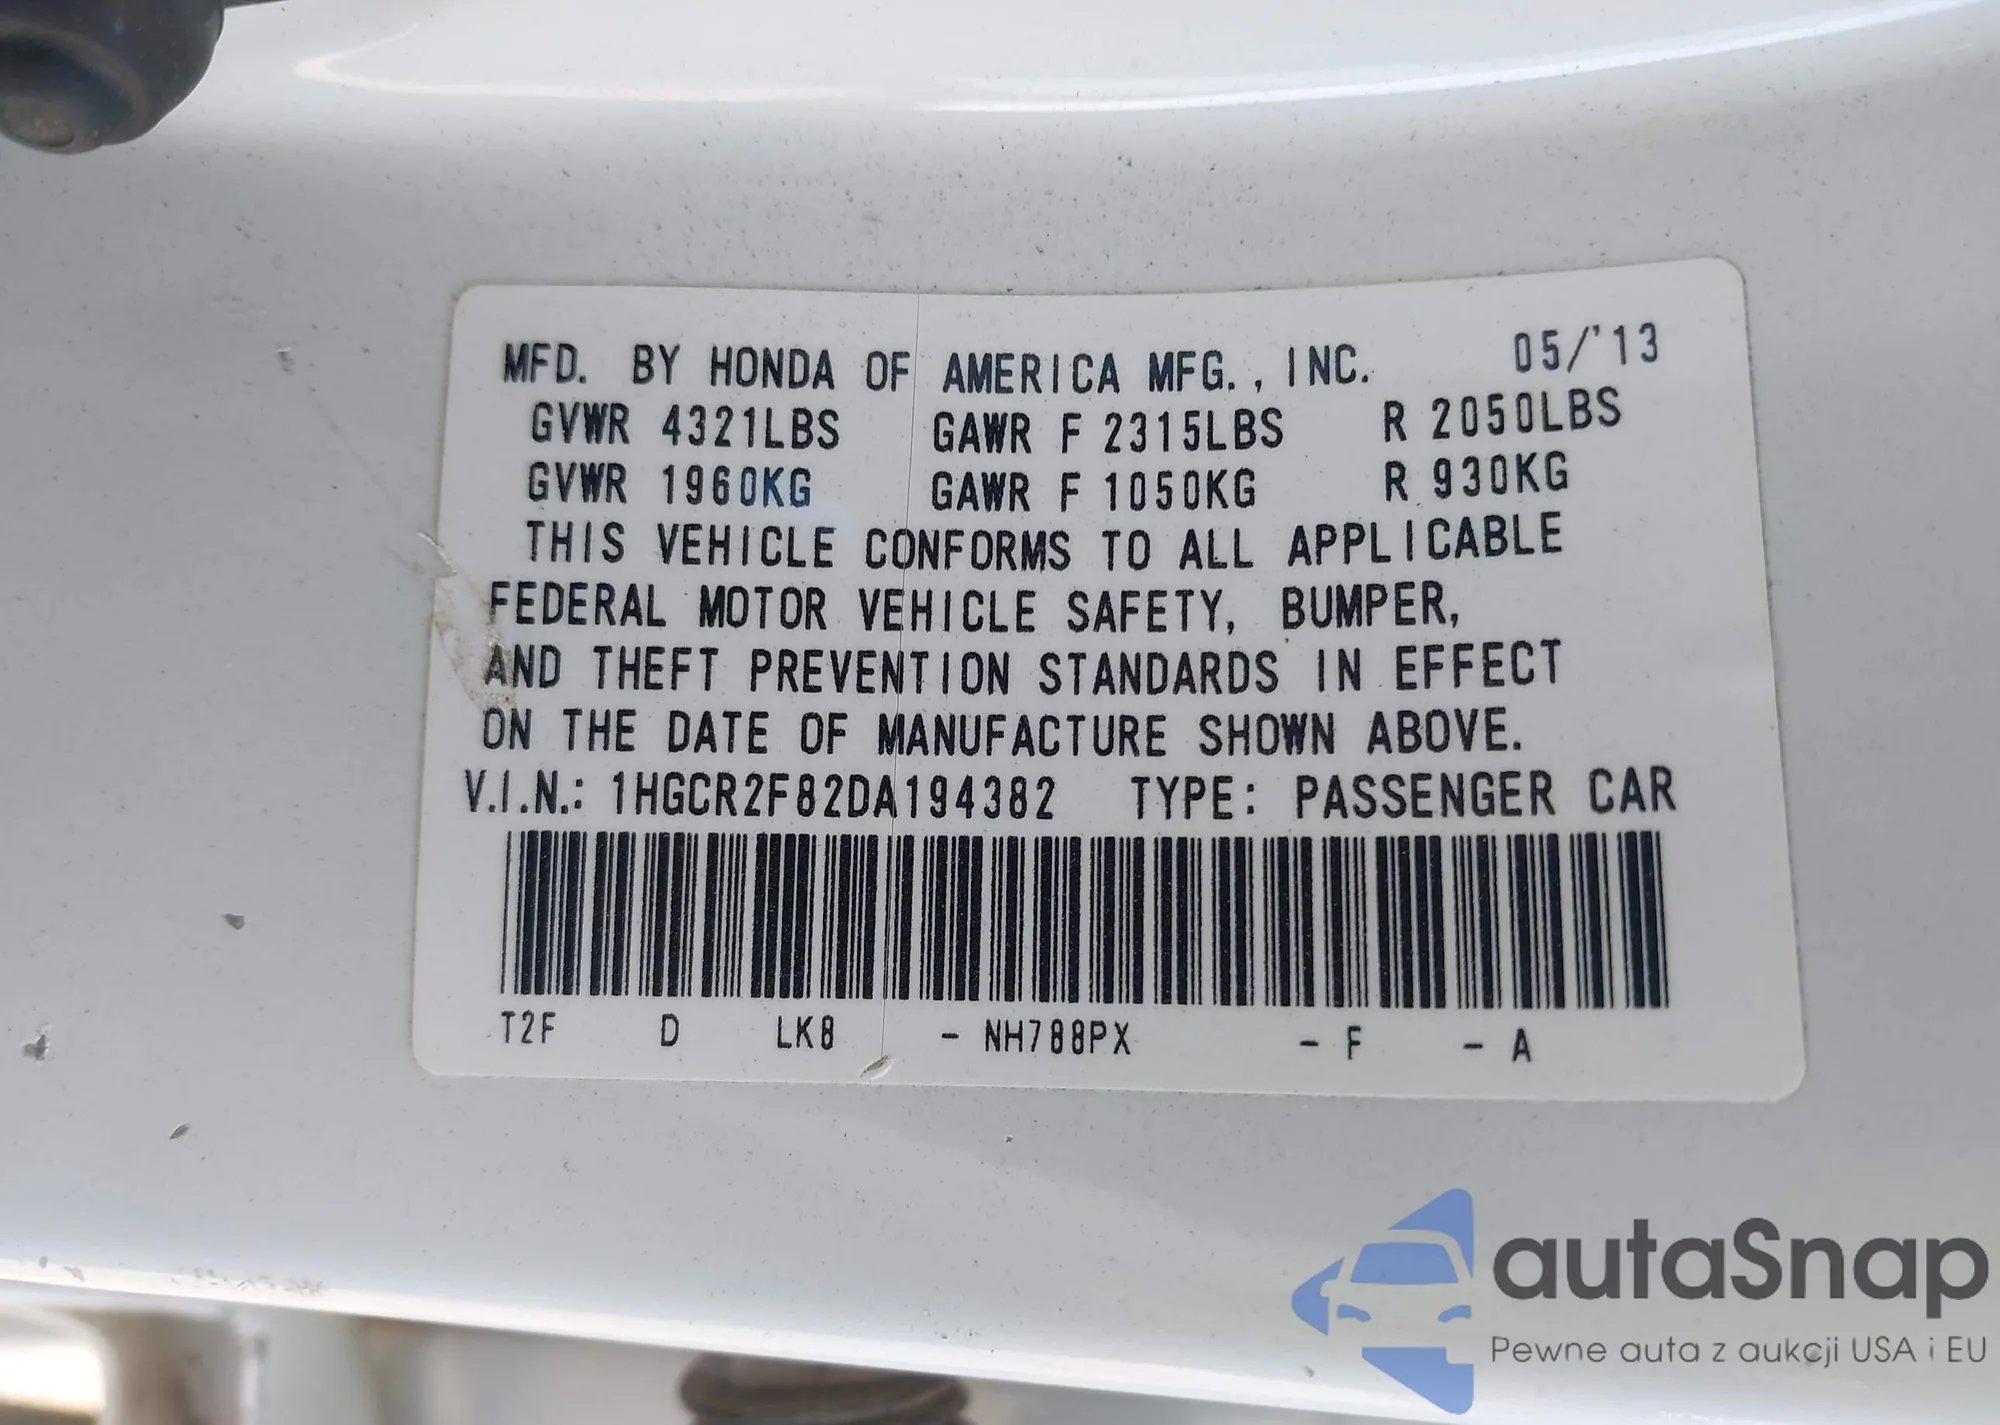 MFD. BY HONDA OF AMERICA MFG., INC. 05/'13
GVWR 4321LBS GAWR F 2315LBS R 2050LBS
GVWR 1960KG GAWR F 1050KG R 930KG
THIS VEHICLE CONFORMS TO ALL APPLICABLE
FEDERAL MOTOR VEHICLE SAFETY, BUMPER,
AND THEFT PREVENTION STANDARDS IN EFFECT
ON THE DATE OF MANUFACTURE SHOWN ABOVE.
V.I.N.: 1HGCR2F82DA194382 TYPE: PASSENGER CAR
T2F D LK8 - NH788PX - F - A
autaSnap
Pewne auta z aukcji USA i EU